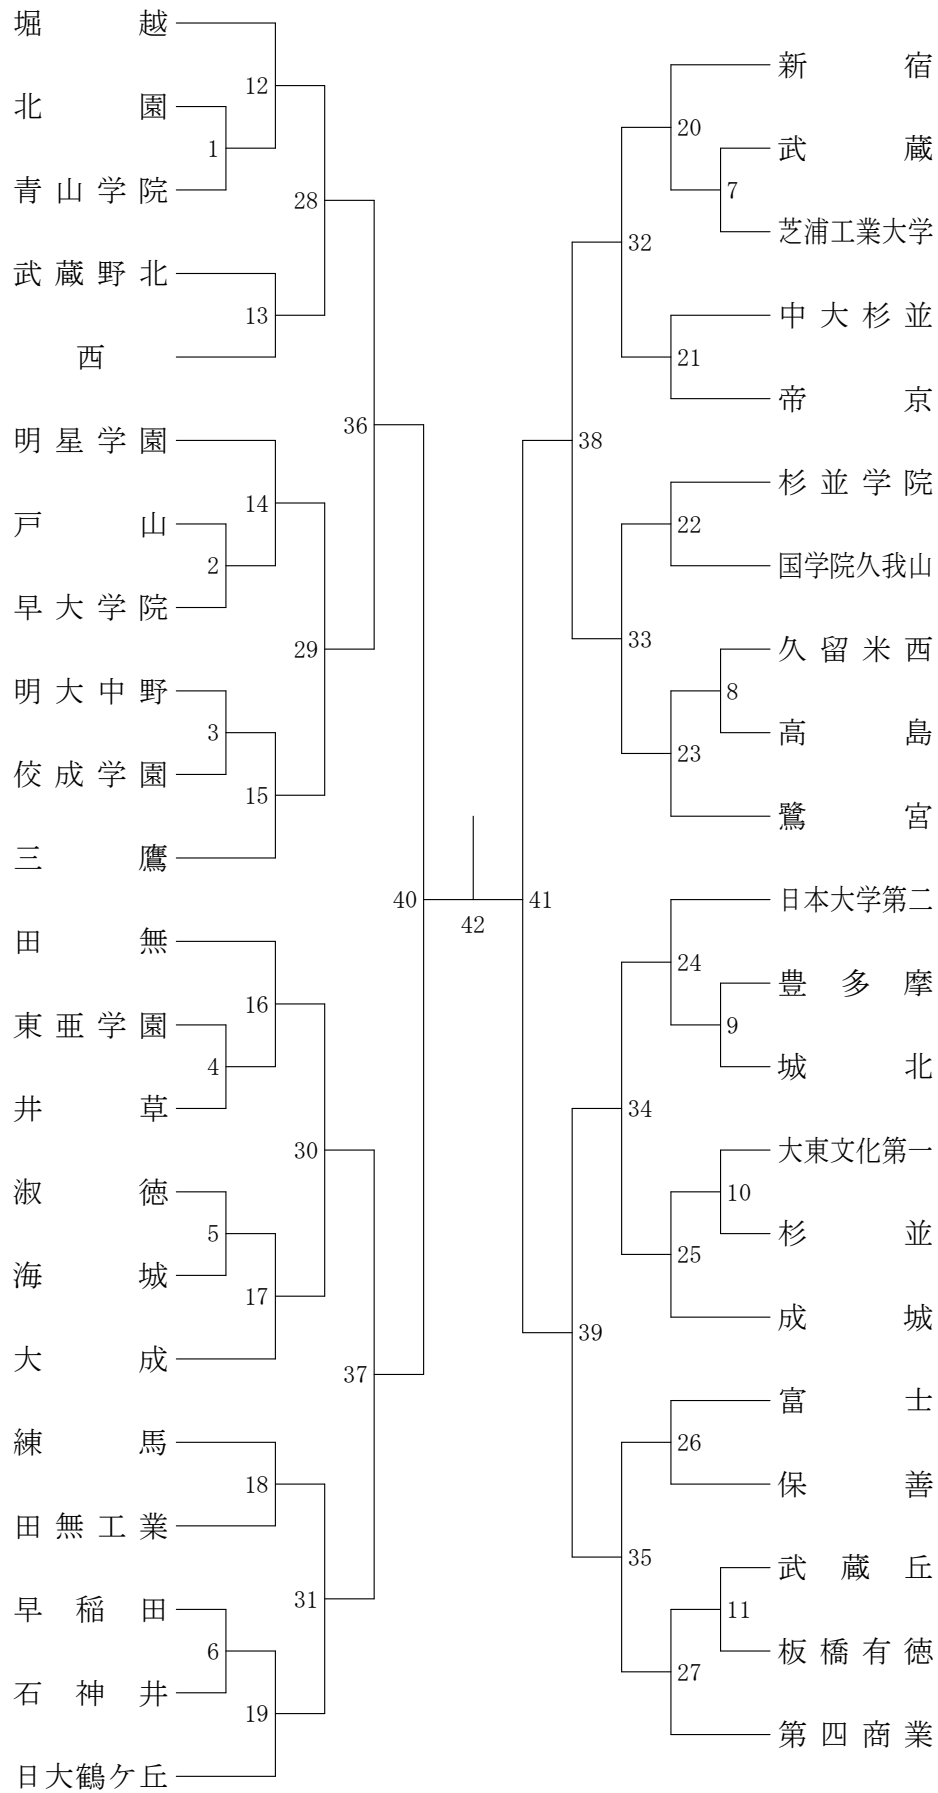 堀越
12
北園
1
青山学院
28
武蔵野北
13
西
36
明星学園
14
戸山
2
早大学院
29
明大中野
3
佼成学園
15
三鷹
40
田無
16
東亜学園
4
井草
30
淑徳
5
海城
17
大成
37
練馬
18
田無工業
31
早稲田
6
石神井
19
日大鶴ケ丘
42
新宿
20
武蔵
7
芝浦工業大学
32
中大杉並
21
帝京
38
杉並学院
22
国学院久我山
33
久留米西
8
高島
23
鷺宮
41
日本大学第二
24
豊多摩
9
城北
34
大東文化第一
10
杉並
25
成城
39
富士
26
保善
35
武蔵丘
11
板橋有徳
27
第四商業